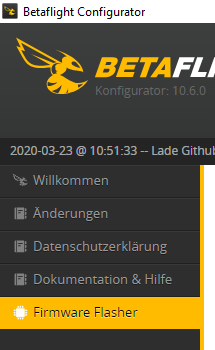 Betaflight Configurator
BETAFL
Konfigurator: 10.6.0
2020-03-23 @ 10:51:33 -- Lade Githu
Willkommen
Änderungen
Datenschutzerklärung
Dokumentation & Hilfe
Firmware Flasher